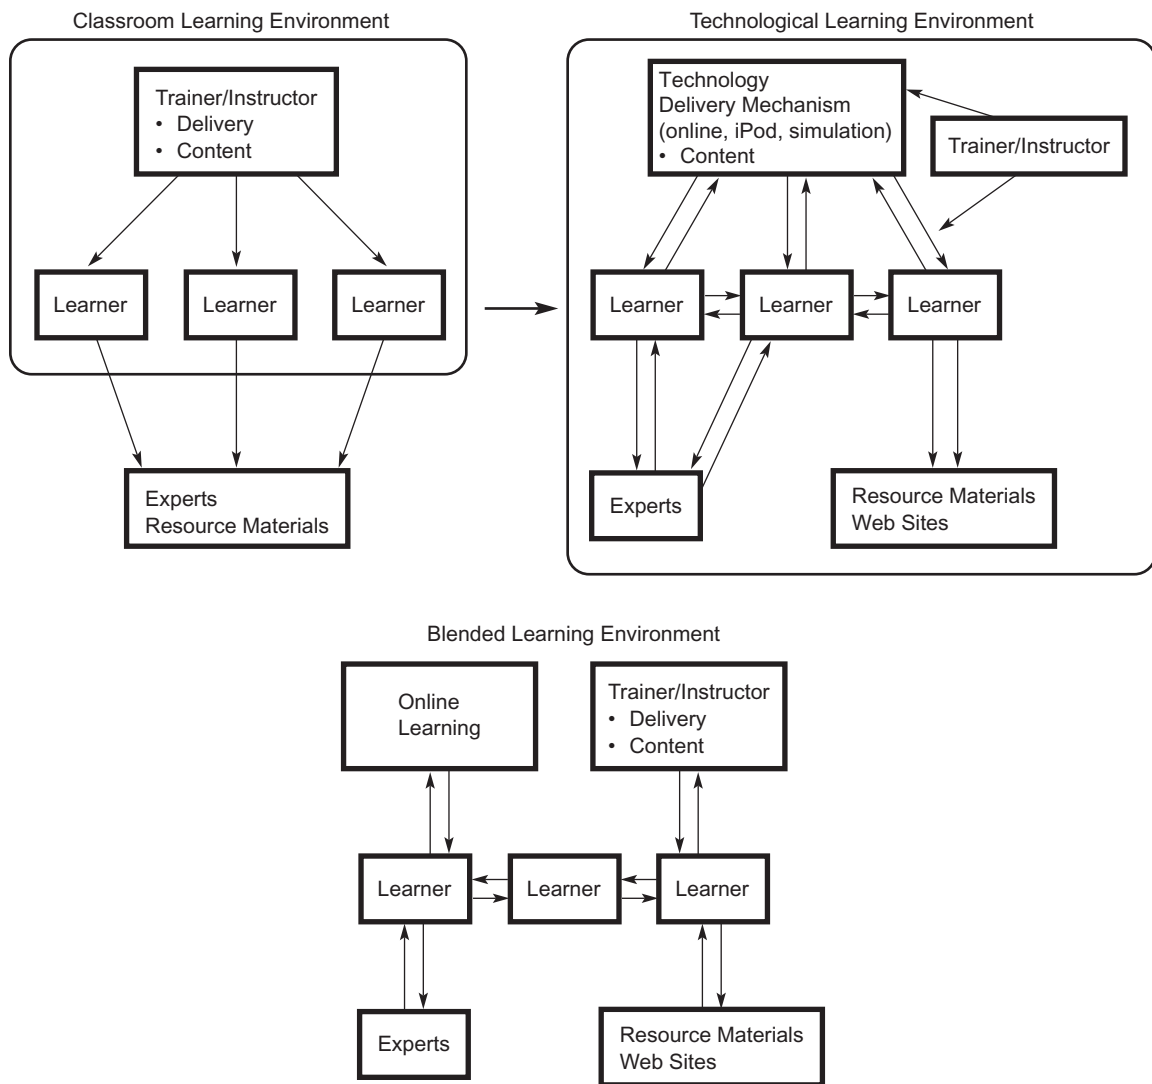 Classroom Learning Environment
Trainer/Instructor
• Delivery
• Content
Learner
Learner
Learner
Experts
Resource Materials
Technological Learning Environment
Technology
Delivery Mechanism
(online, iPod, simulation)
• Content
Trainer/Instructor
Learner
Learner
Learner
Experts
Resource Materials
Web Sites
Blended Learning Environment
Online
Learning
Trainer/Instructor
• Delivery
• Content
Learner
Learner
Learner
Experts
Resource Materials
Web Sites